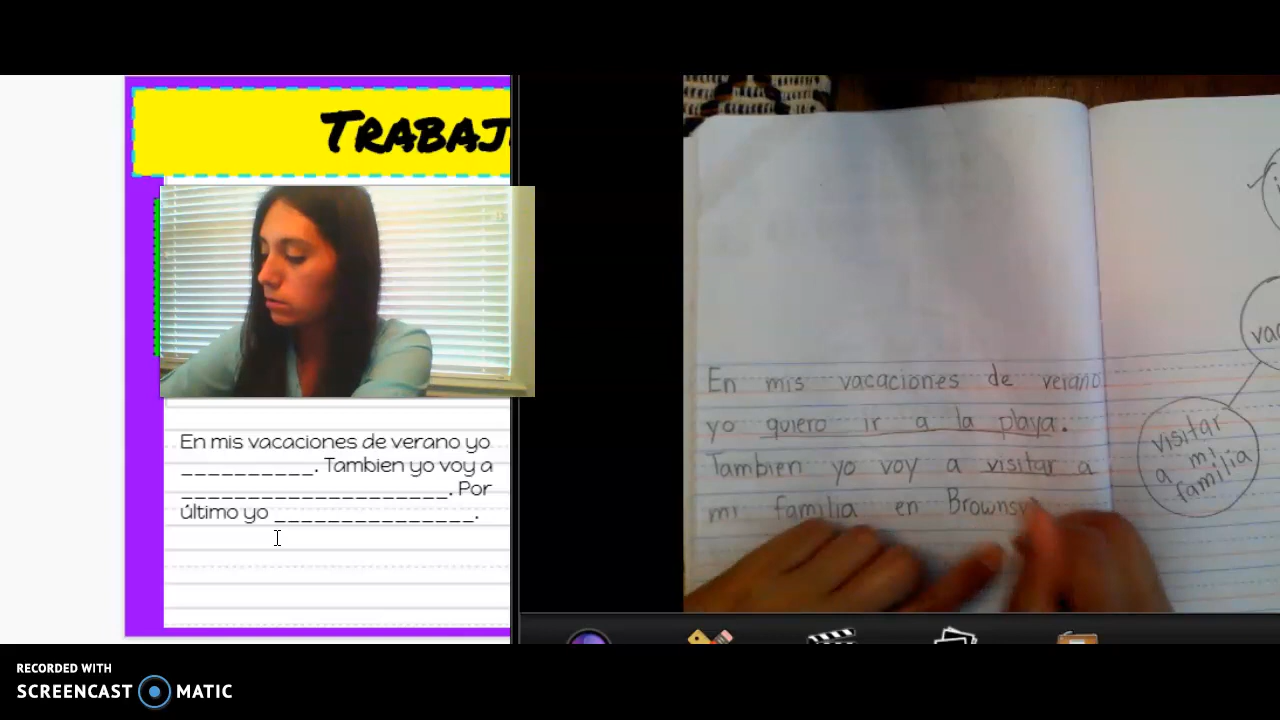 TRABAJ
En mis vacaciones de verano yo
__________. Tambien yo voy a
____________________. Por
último yo _______________.
En mis vacaciones de verano
yo quiero ir a la playa.
Tambien yo voy a visitar a
mi familia en Brownsv
visitar
a mi
familia
vac
RECORDED WITH
SCREENCAST MATIC